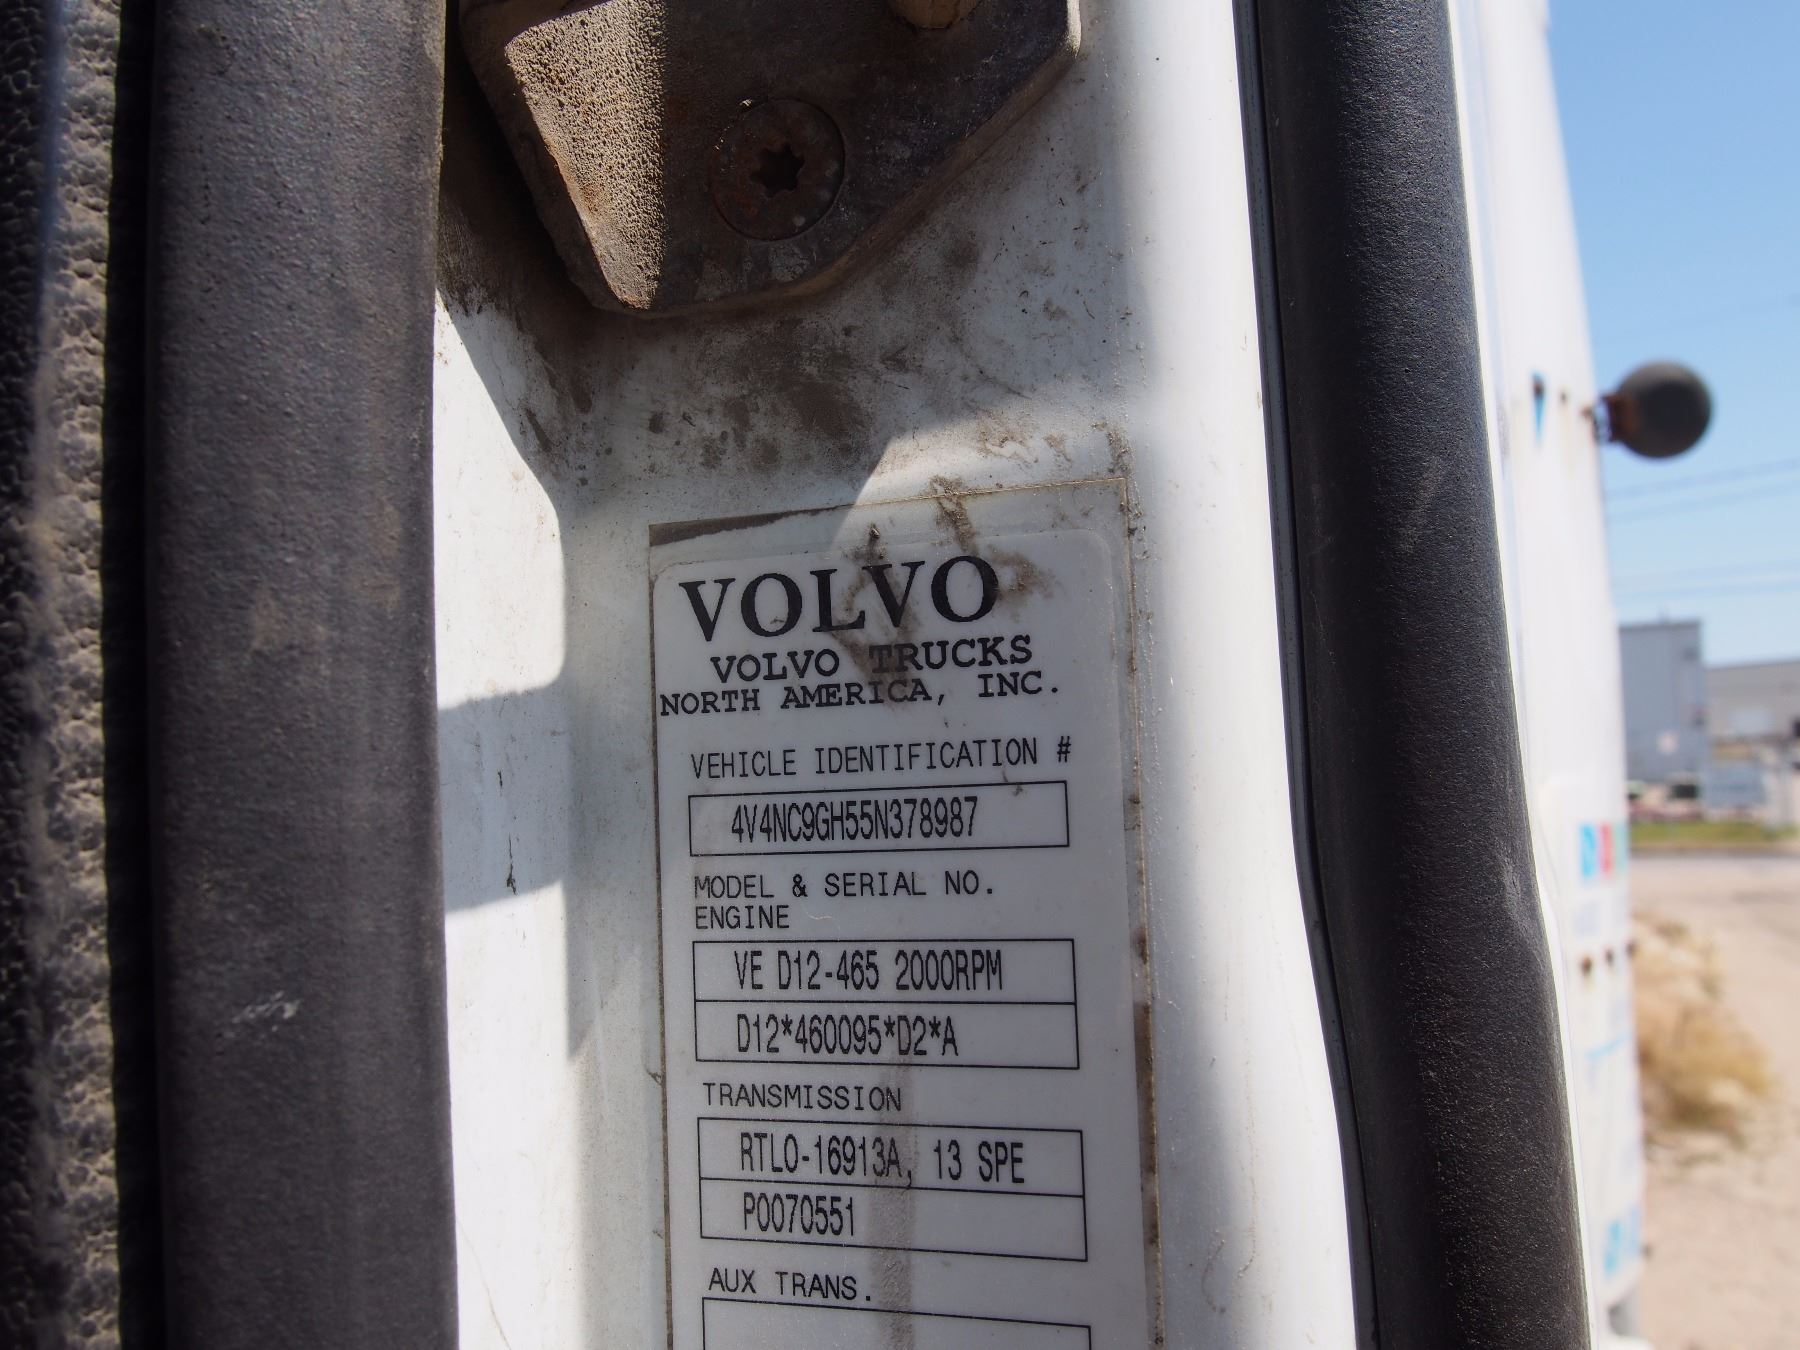 VOLVO
VOLVO TRUCKS
NORTH AMERICA, INC.
VEHICLE IDENTIFICATION #
4V4NC9GH55N378987
MODEL & SERIAL NO.
ENGINE
VE D12-465 2000RPM
D12*460095*D2*A
TRANSMISSION
RTLO-16913A, 13 SPE
P0070551
AUX TRANS.